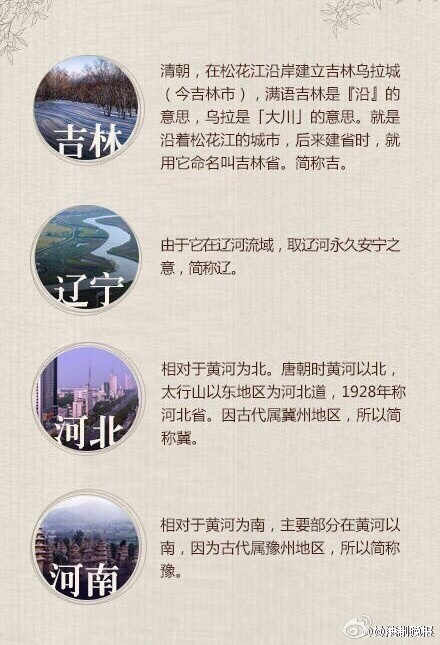 吉林
清朝，在松花江沿岸建立吉林乌拉城
（今吉林市），满语吉林是『沿』的
意思，乌拉是「大川」的意思。就是
沿着松花江的城市，后来建省时，就
用它命名叫吉林省。简称吉。
辽宁
由于它在辽河流域，取辽河永久安宁之
意，简称辽。
河北
相对于黄河为北。唐朝时黄河以北，
太行山以东地区为河北道，1928年称
河北省。因古代属冀州地区，所以简
称冀。
河南
相对于黄河为南，主要部分在黄河以
南，因为古代属豫州地区，所以简称
豫。